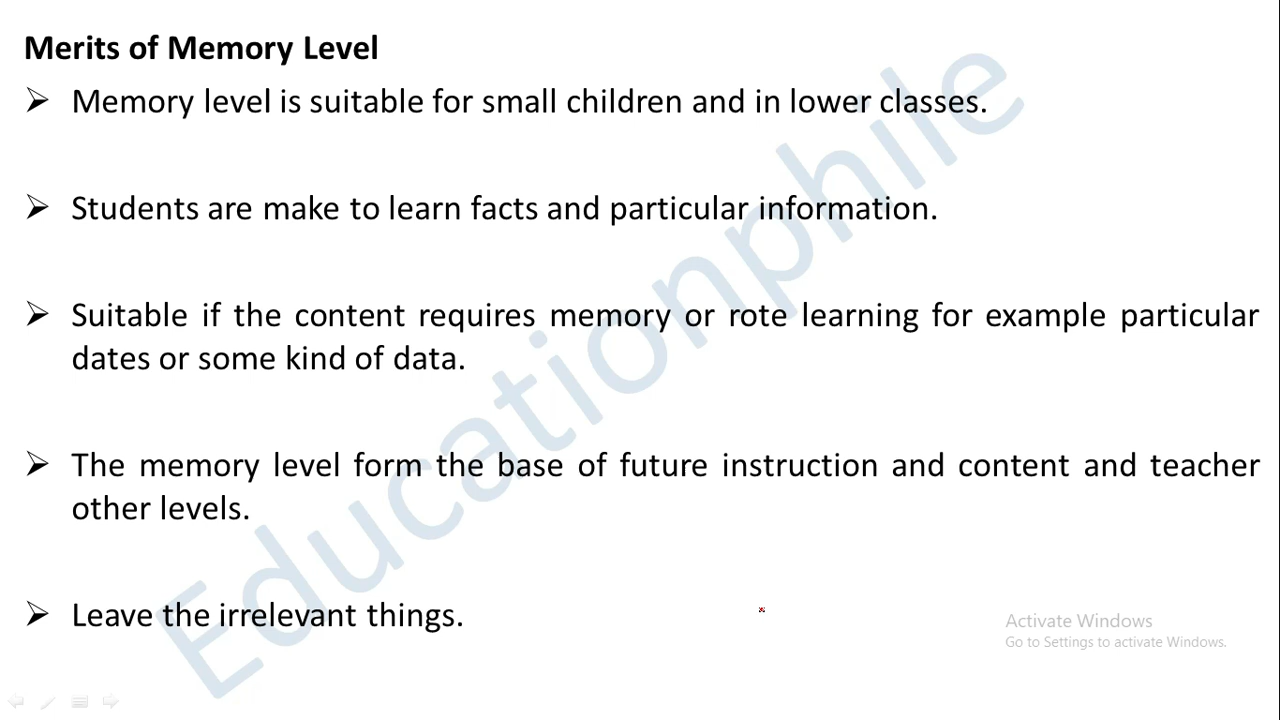 Merits of Memory Level
➢ Memory level is suitable for small children and in lower classes.
➢ Students are make to learn facts and particular information.
➢ Suitable if the content requires memory or rote learning for example particular
dates or some kind of data.
➢ The memory level form the base of future instruction and content and teacher
other levels.
➢ Leave the irrelevant things.
Educationphile
Activate Windows
Go to Settings to activate Windows.